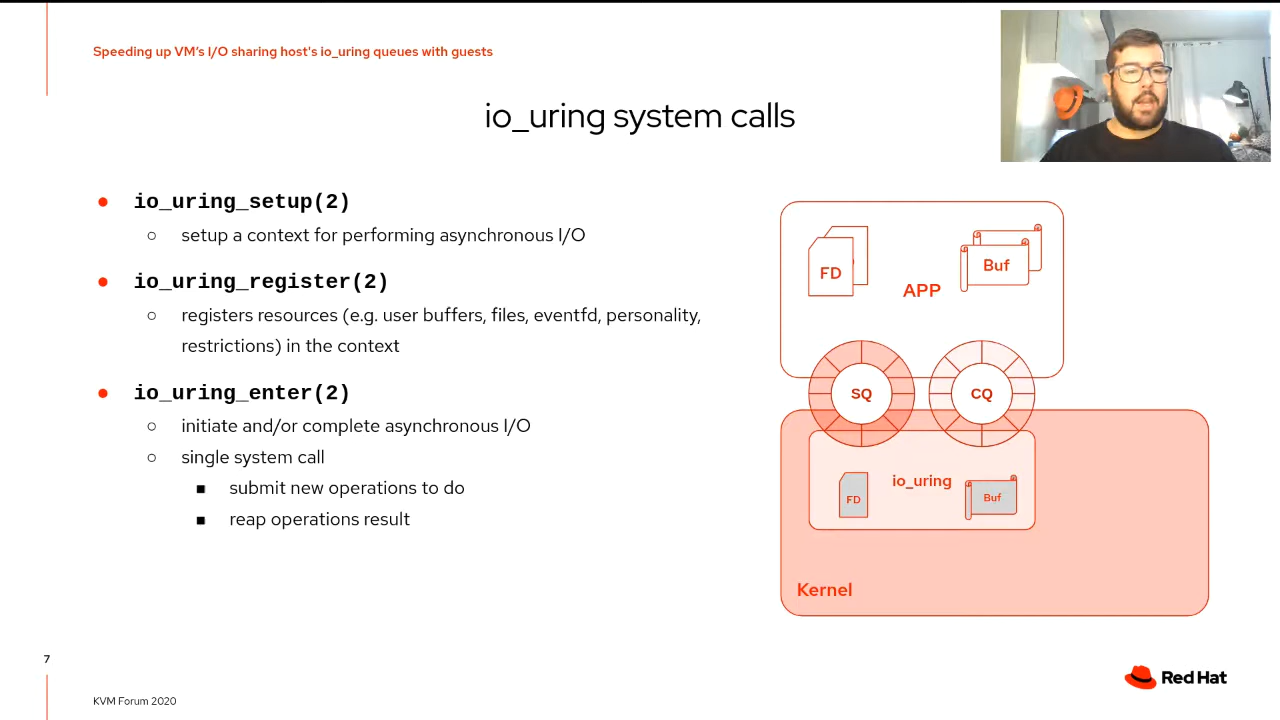 Speeding up VM's I/O sharing host's io_uring queues with guests
io_uring system calls
● io_uring_setup(2)
○ setup a context for performing asynchronous I/O
● io_uring_register(2)
○ registers resources (e.g. user buffers, files, eventfd, personality,
restrictions) in the context
● io_uring_enter(2)
○ initiate and/or complete asynchronous I/O
○ single system call
■ submit new operations to do
■ reap operations result
FD
Buf
APP
SQ
CQ
io_uring
FD
Buf
Kernel
7
KVM Forum 2020
Red Hat